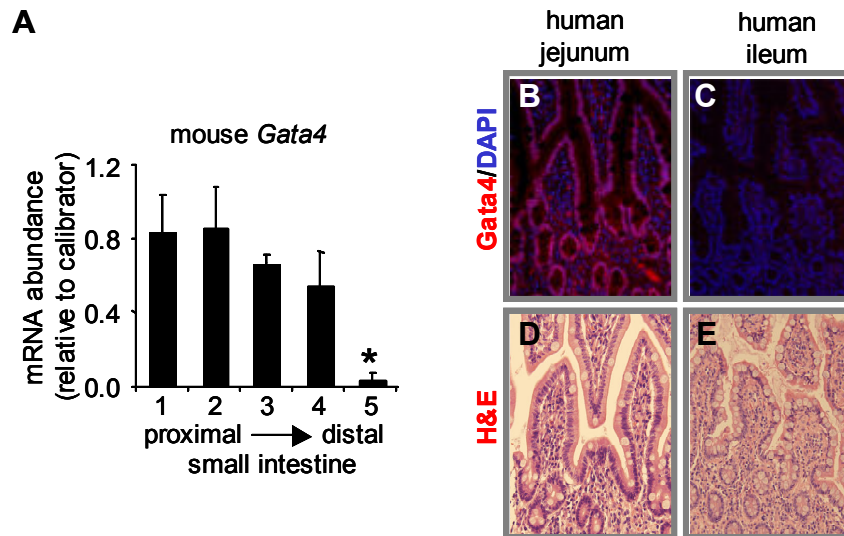 A
mouse Gata4
mRNA abundance
(relative to calibrator)
1.2
0.8
0.4
0.0
*
1 2 3 4 5
proximal → distal
small intestine
human
jejunum
human
ileum
Gata4/DAPI
B
C
H&E
D
E